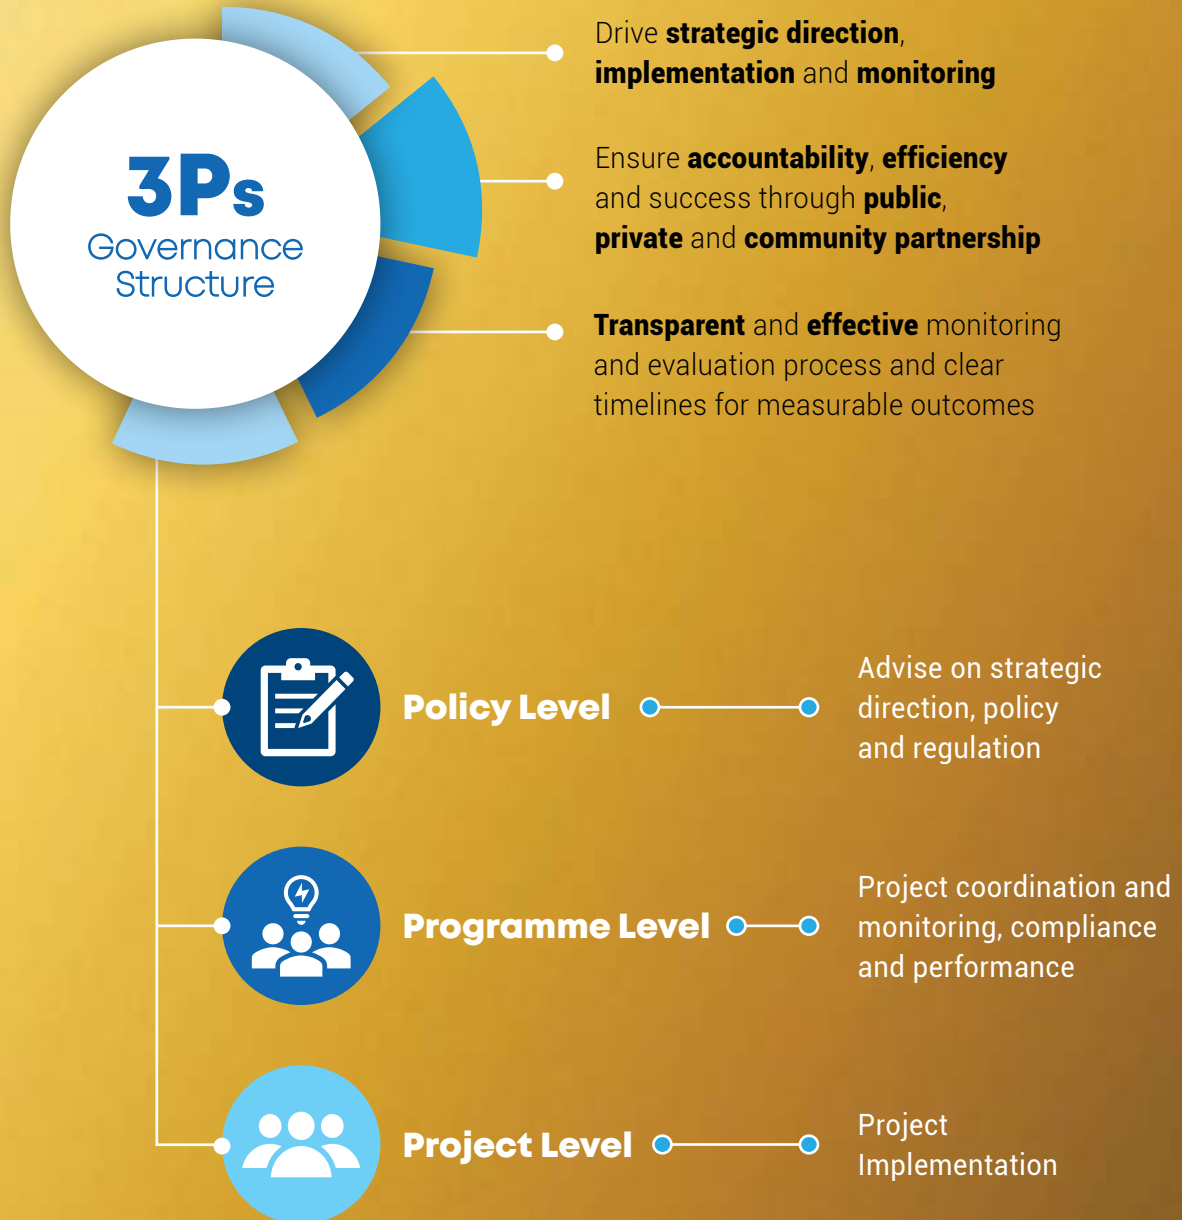 3Ps
Governance
Structure
Drive strategic direction,
implementation and monitoring
Ensure accountability, efficiency
and success through public,
private and community partnership
Transparent and effective monitoring
and evaluation process and clear
timelines for measurable outcomes
Policy Level
Advise on strategic
direction, policy
and regulation
Programme Level
Project coordination and
monitoring, compliance
and performance
Project Level
Project
Implementation